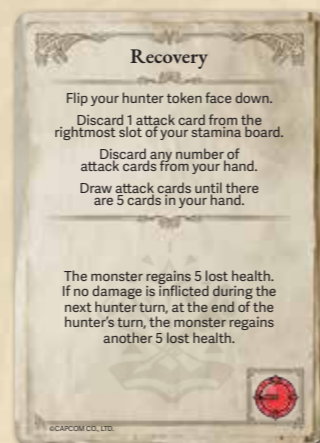 Recovery
Flip your hunter token face down.
Discard 1 attack card from the
rightmost slot of your stamina board.
Discard any number of
attack cards from your hand.
Draw attack cards until there
are 5 cards in your hand.
The monster regains 5 lost health.
If no damage is inflicted during the
next hunter turn, at the end of the
hunter's turn, the monster regains
another 5 lost health.
©CAPCOM CO., LTD.